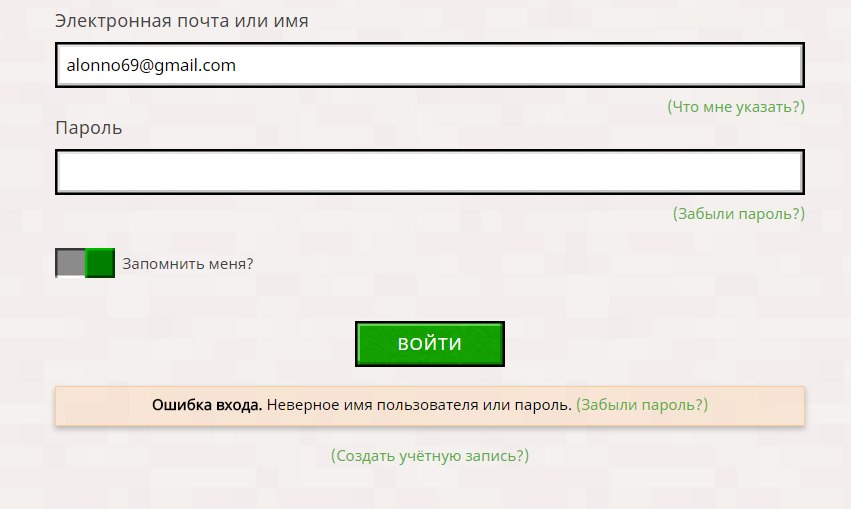 Электронная почта или имя
alonno69@gmail.com
(Что мне указать?)
Пароль
(Забыли пароль?)
Запомнить меня?
ВОЙТИ
Ошибка входа. Неверное имя пользователя или пароль. (Забыли пароль?)
(Создать учётную запись?)